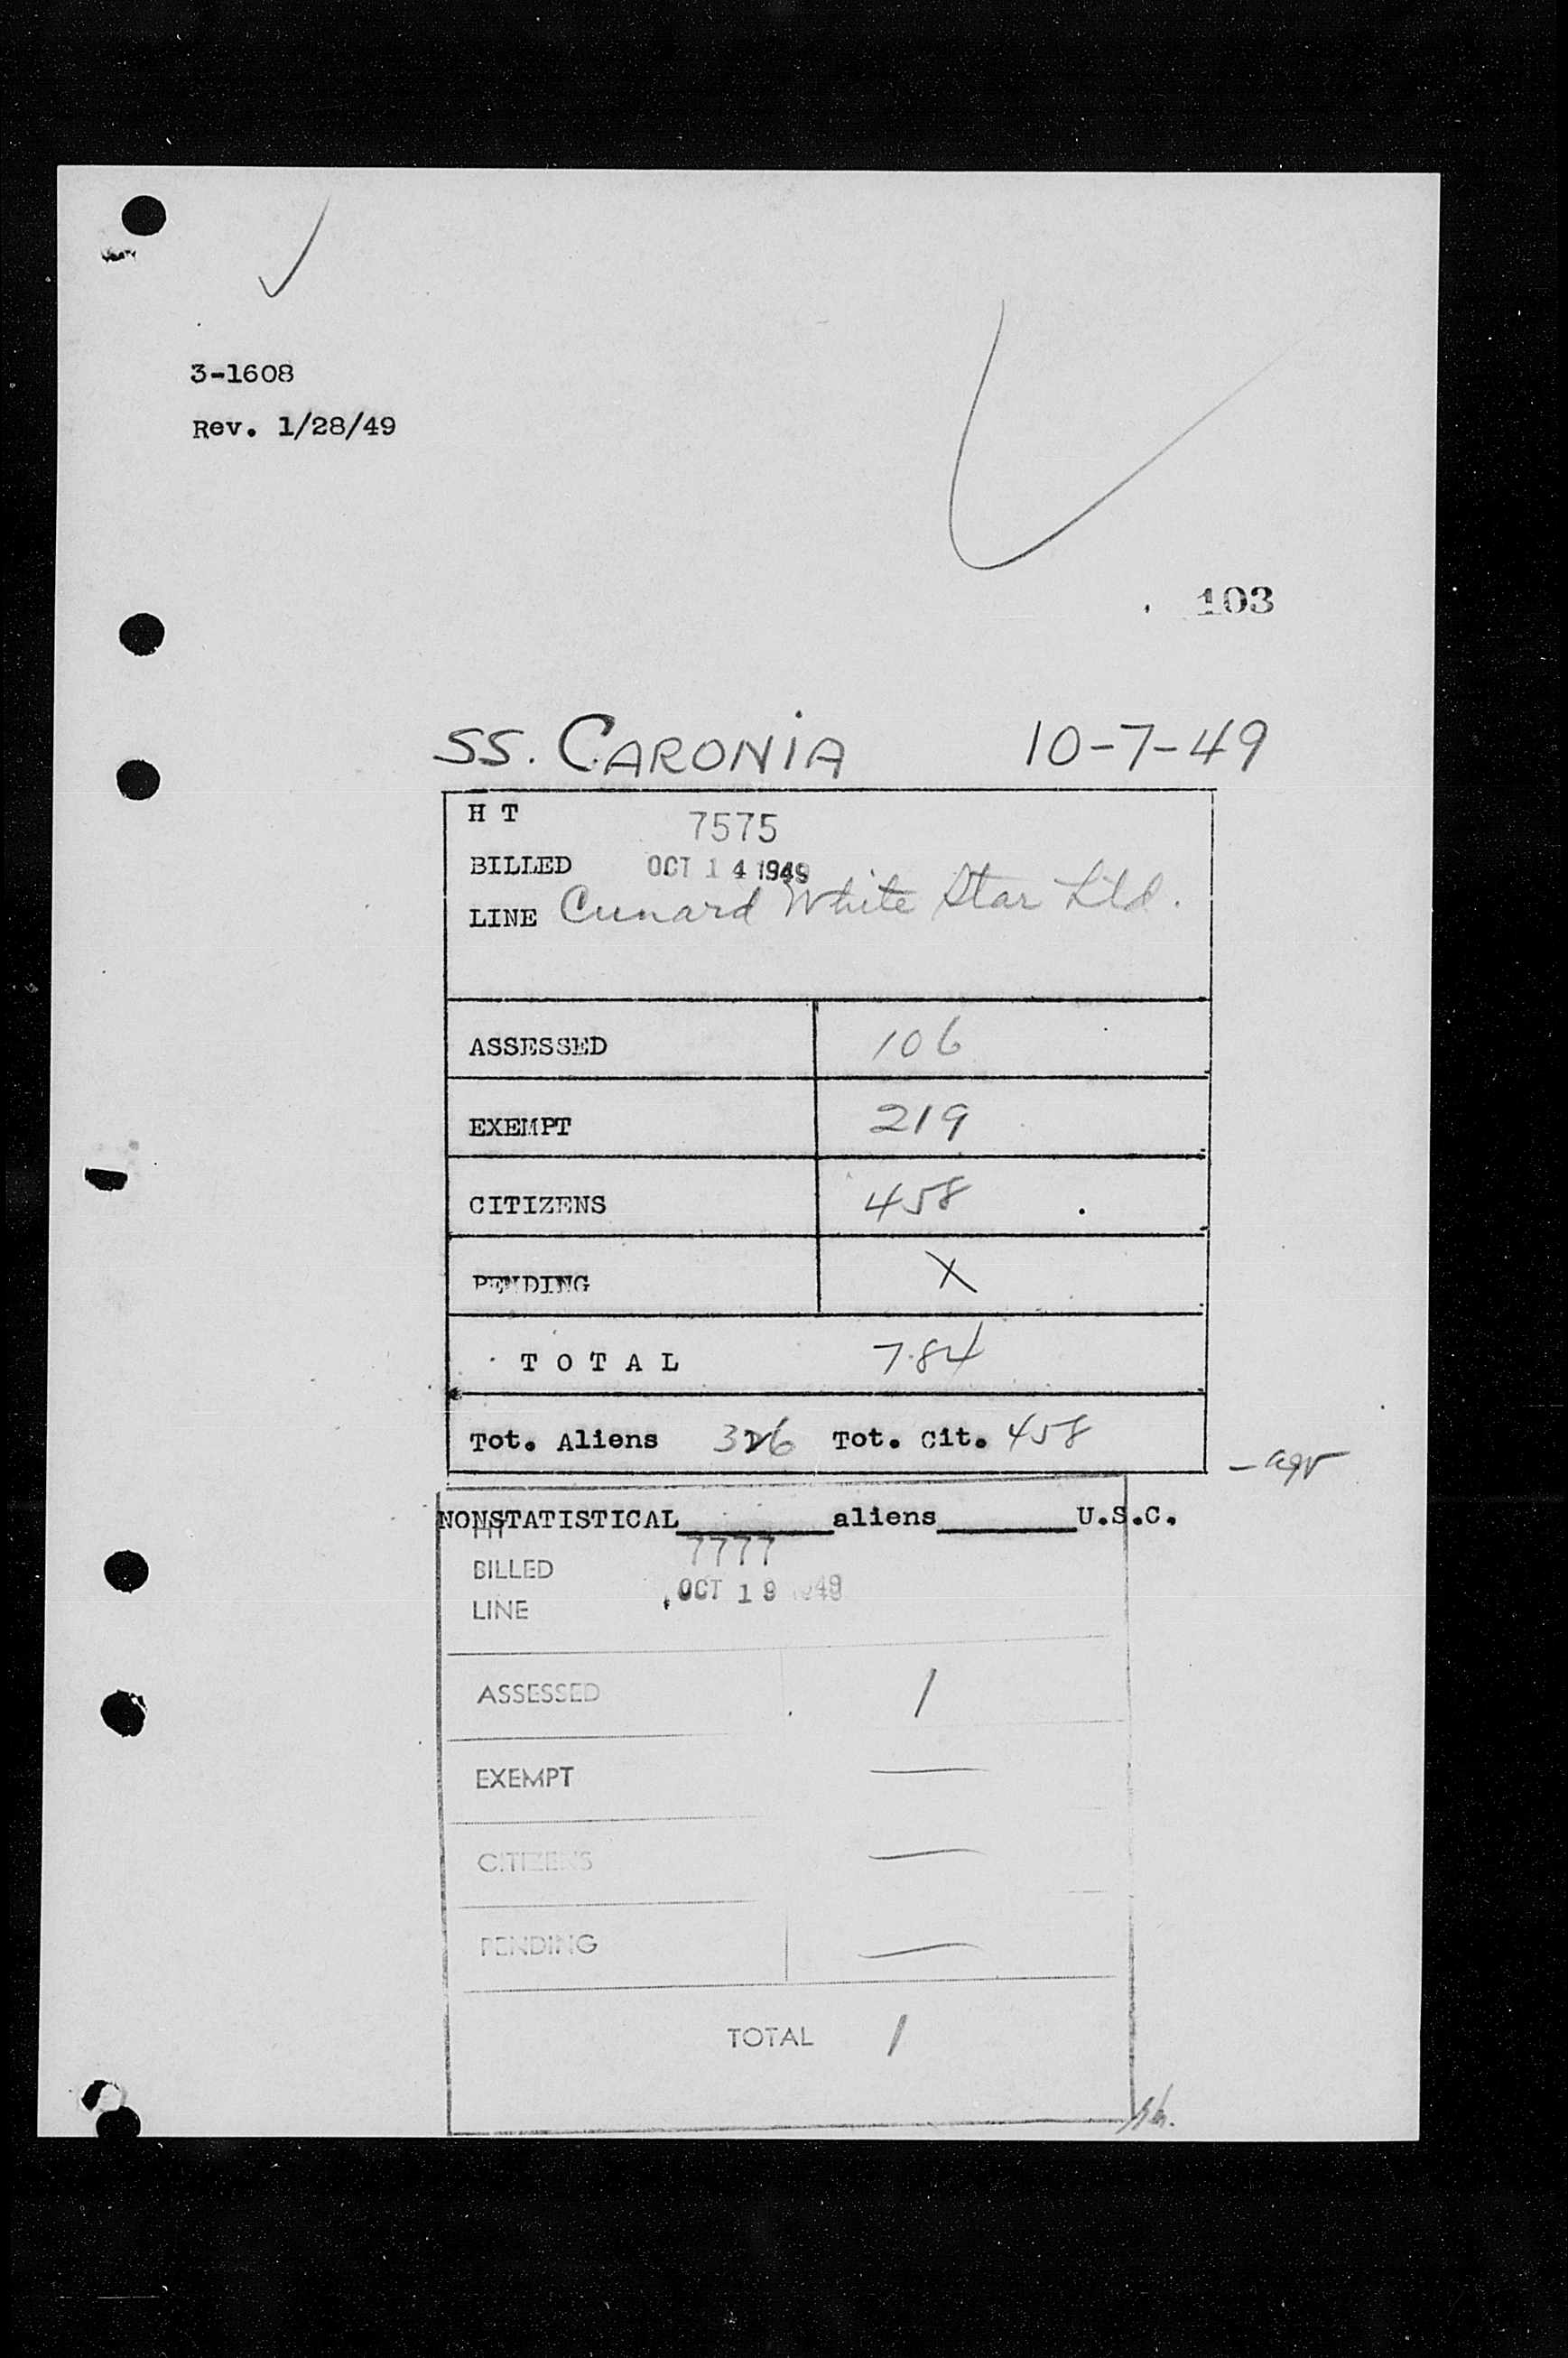 3-1608
Rev. 1/28/49
103
SS. CARONIA 10-7-49
H T 7575
BILLED OCT 14 1949
LINE Cunard White Star Ltd.
ASSESSED 106
EXEMPT 219
CITIZENS 458
PENDING X
TOTAL 784
Tot. Aliens 326 Tot. Cit. 458
NONSTATISTICAL________aliens________U.S.C.
HT 7777
BILLED OCT 19 1949
LINE
ASSESSED 1
EXEMPT —
CITIZENS —
PENDING —
TOTAL 1